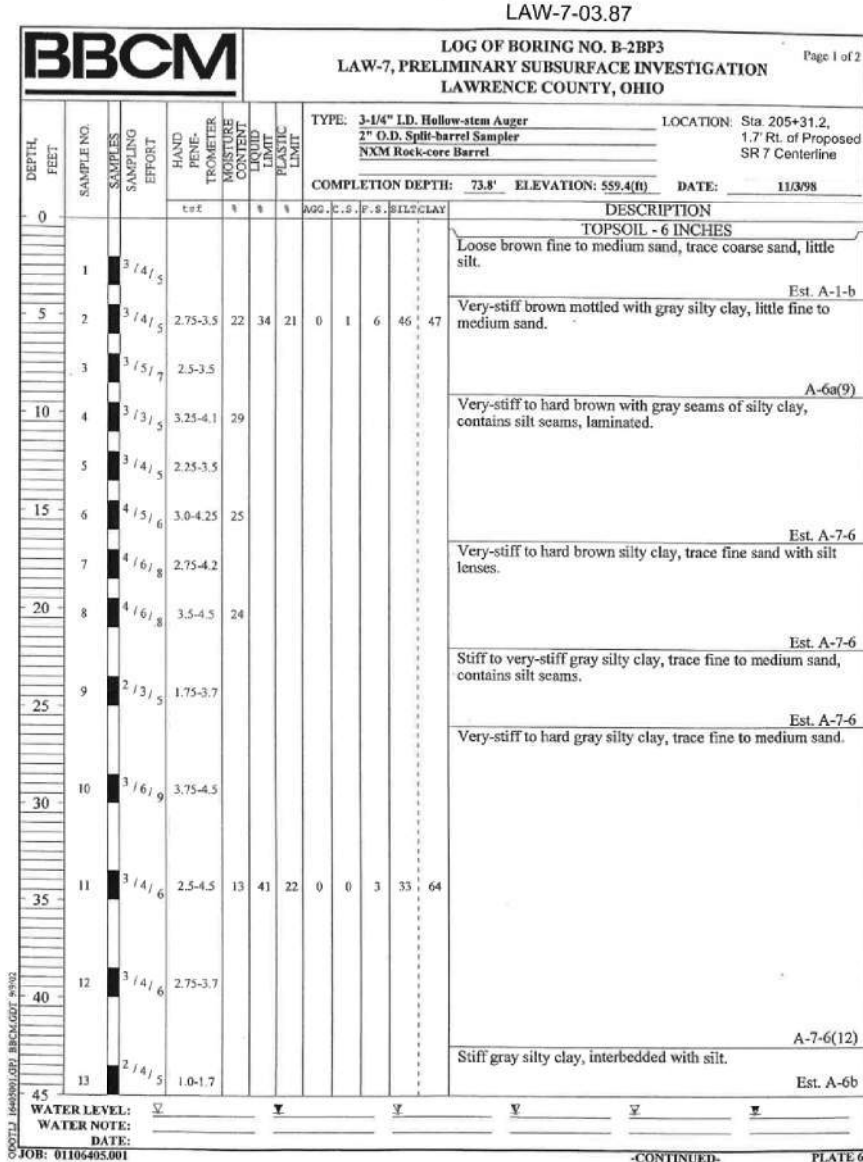 LAW-7-03.87
BBCM
LOG OF BORING NO. B-2BP3
LAW-7, PRELIMINARY SUBSURFACE INVESTIGATION
LAWRENCE COUNTY, OHIO
Page 1 of 2
DEPTH, FEET
SAMPLE NO.
SAMPLES
SAMPLING EFFORT
HAND PENE-TROMETER
MOISTURE CONTENT
LIQUID LIMIT
PLASTIC LIMIT
TYPE: 3-1/4" I.D. Hollow-stem Auger
2" O.D. Split-barrel Sampler
NXM Rock-core Barrel
LOCATION: Sta. 205+31.2,
1.7' Rt. of Proposed
SR 7 Centerline
COMPLETION DEPTH: 73.8' ELEVATION: 559.4(ft) DATE: 11/3/98
tsf % % % AGG. C.S. F.S. SILT CLAY DESCRIPTION
0
TOPSOIL - 6 INCHES
Loose brown fine to medium sand, trace coarse sand, little
silt.
1 3/4/5
Est. A-1-b
Very-stiff brown mottled with gray silty clay, little fine to
medium sand.
5
2 3/4/5 2.75-3.5 22 34 21 0 1 6 46 47
3 3/5/7 2.5-3.5
A-6a(9)
Very-stiff to hard brown with gray seams of silty clay,
contains silt seams, laminated.
10
4 3/3/5 3.25-4.1 29
5 3/4/5 2.25-3.5
15
6 4/5/6 3.0-4.25 25
Est. A-7-6
Very-stiff to hard brown silty clay, trace fine sand with silt
lenses.
7 4/6/8 2.75-4.2
20
8 4/6/8 3.5-4.5 24
Est. A-7-6
Stiff to very-stiff gray silty clay, trace fine to medium sand,
contains silt seams.
9 2/3/5 1.75-3.7
25
Est. A-7-6
Very-stiff to hard gray silty clay, trace fine to medium sand.
10 3/6/9 3.75-4.5
30
11 3/4/6 2.5-4.5 13 41 22 0 0 3 33 64
35
12 3/4/6 2.75-3.7
40
A-7-6(12)
Stiff gray silty clay, interbedded with silt.
13 2/4/5 1.0-1.7
Est. A-6b
45
WATER LEVEL:
WATER NOTE:
DATE:
JOB: 01106405.001
-CONTINUED-
PLATE 6